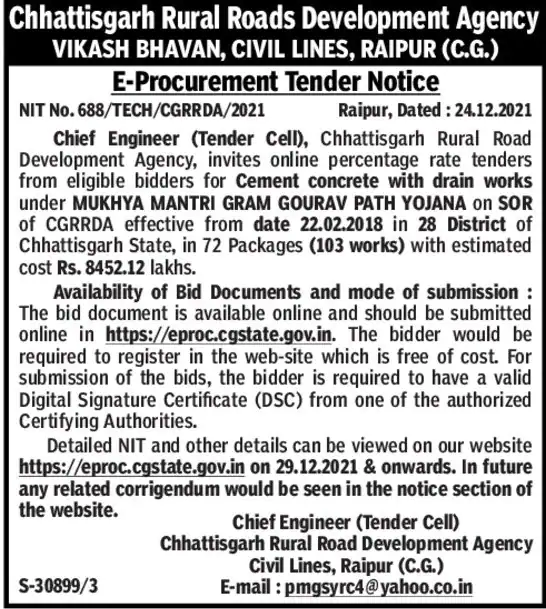 Chhattisgarh Rural Roads Development Agency
VIKASH BHAVAN, CIVIL LINES, RAIPUR (C.G.)
E-Procurement Tender Notice
NIT No. 688/TECH/CGRRDA/2021 Raipur, Dated : 24.12.2021
Chief Engineer (Tender Cell), Chhattisgarh Rural Road
Development Agency, invites online percentage rate tenders
from eligible bidders for Cement concrete with drain works
under MUKHYA MANTRI GRAM GOURAV PATH YOJANA on SOR
of CGRRDA effective from date 22.02.2018 in 28 District of
Chhattisgarh State, in 72 Packages (103 works) with estimated
cost Rs. 8452.12 lakhs.
Availability of Bid Documents and mode of submission :
The bid document is available online and should be submitted
online in https://eproc.cgstate.gov.in. The bidder would be
required to register in the web-site which is free of cost. For
submission of the bids, the bidder is required to have a valid
Digital Signature Certificate (DSC) from one of the authorized
Certifying Authorities.
Detailed NIT and other details can be viewed on our website
https://eproc.cgstate.gov.in on 29.12.2021 & onwards. In future
any related corrigendum would be seen in the notice section of
the website.
Chief Engineer (Tender Cell)
Chhattisgarh Rural Road Development Agency
Civil Lines, Raipur (C.G.)
S-30899/3 E-mail : pmgsyrc4@yahoo.co.in